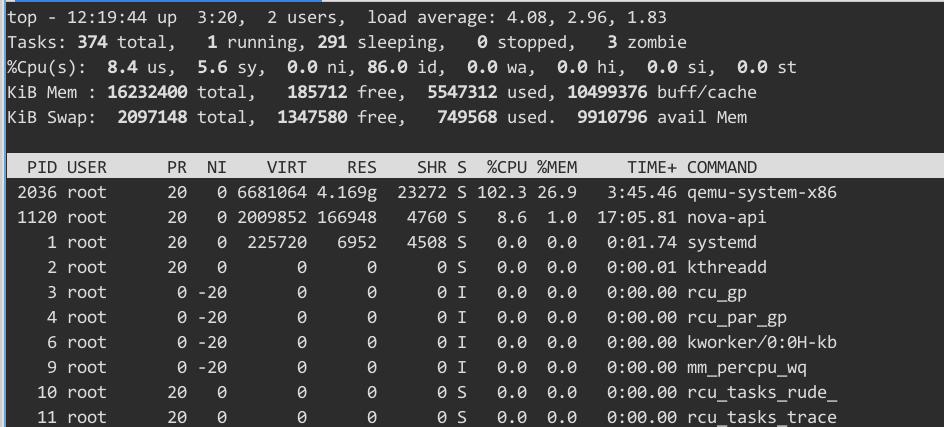 top - 12:19:44 up  3:20,  2 users,  load average: 4.08, 2.96, 1.83
Tasks: 374 total,   1 running, 291 sleeping,   0 stopped,   3 zombie
%Cpu(s):  8.4 us,  5.6 sy,  0.0 ni, 86.0 id,  0.0 wa,  0.0 hi,  0.0 si,  0.0 st
KiB Mem : 16232400 total,   185712 free,  5547312 used, 10499376 buff/cache
KiB Swap:  2097148 total,  1347580 free,   749568 used.  9910796 avail Mem
PID USER      PR  NI    VIRT    RES    SHR S  %CPU %MEM     TIME+ COMMAND
2036 root      20   0 6681064 4.169g  23272 S 102.3 26.9   3:45.46 qemu-system-x86
1120 root      20   0 2009852 166948   4760 S   8.6  1.0  17:05.81 nova-api
1 root      20   0  225720   6952   4508 S   0.0  0.0   0:01.74 systemd
2 root      20   0       0      0      0 S   0.0  0.0   0:00.01 kthreadd
3 root       0 -20       0      0      0 I   0.0  0.0   0:00.00 rcu_gp
4 root       0 -20       0      0      0 I   0.0  0.0   0:00.00 rcu_par_gp
6 root       0 -20       0      0      0 I   0.0  0.0   0:00.00 kworker/0:0H-kb
9 root       0 -20       0      0      0 I   0.0  0.0   0:00.00 mm_percpu_wq
10 root      20   0       0      0      0 S   0.0  0.0   0:00.00 rcu_tasks_rude_
11 root      20   0       0      0      0 S   0.0  0.0   0:00.00 rcu_tasks_trace